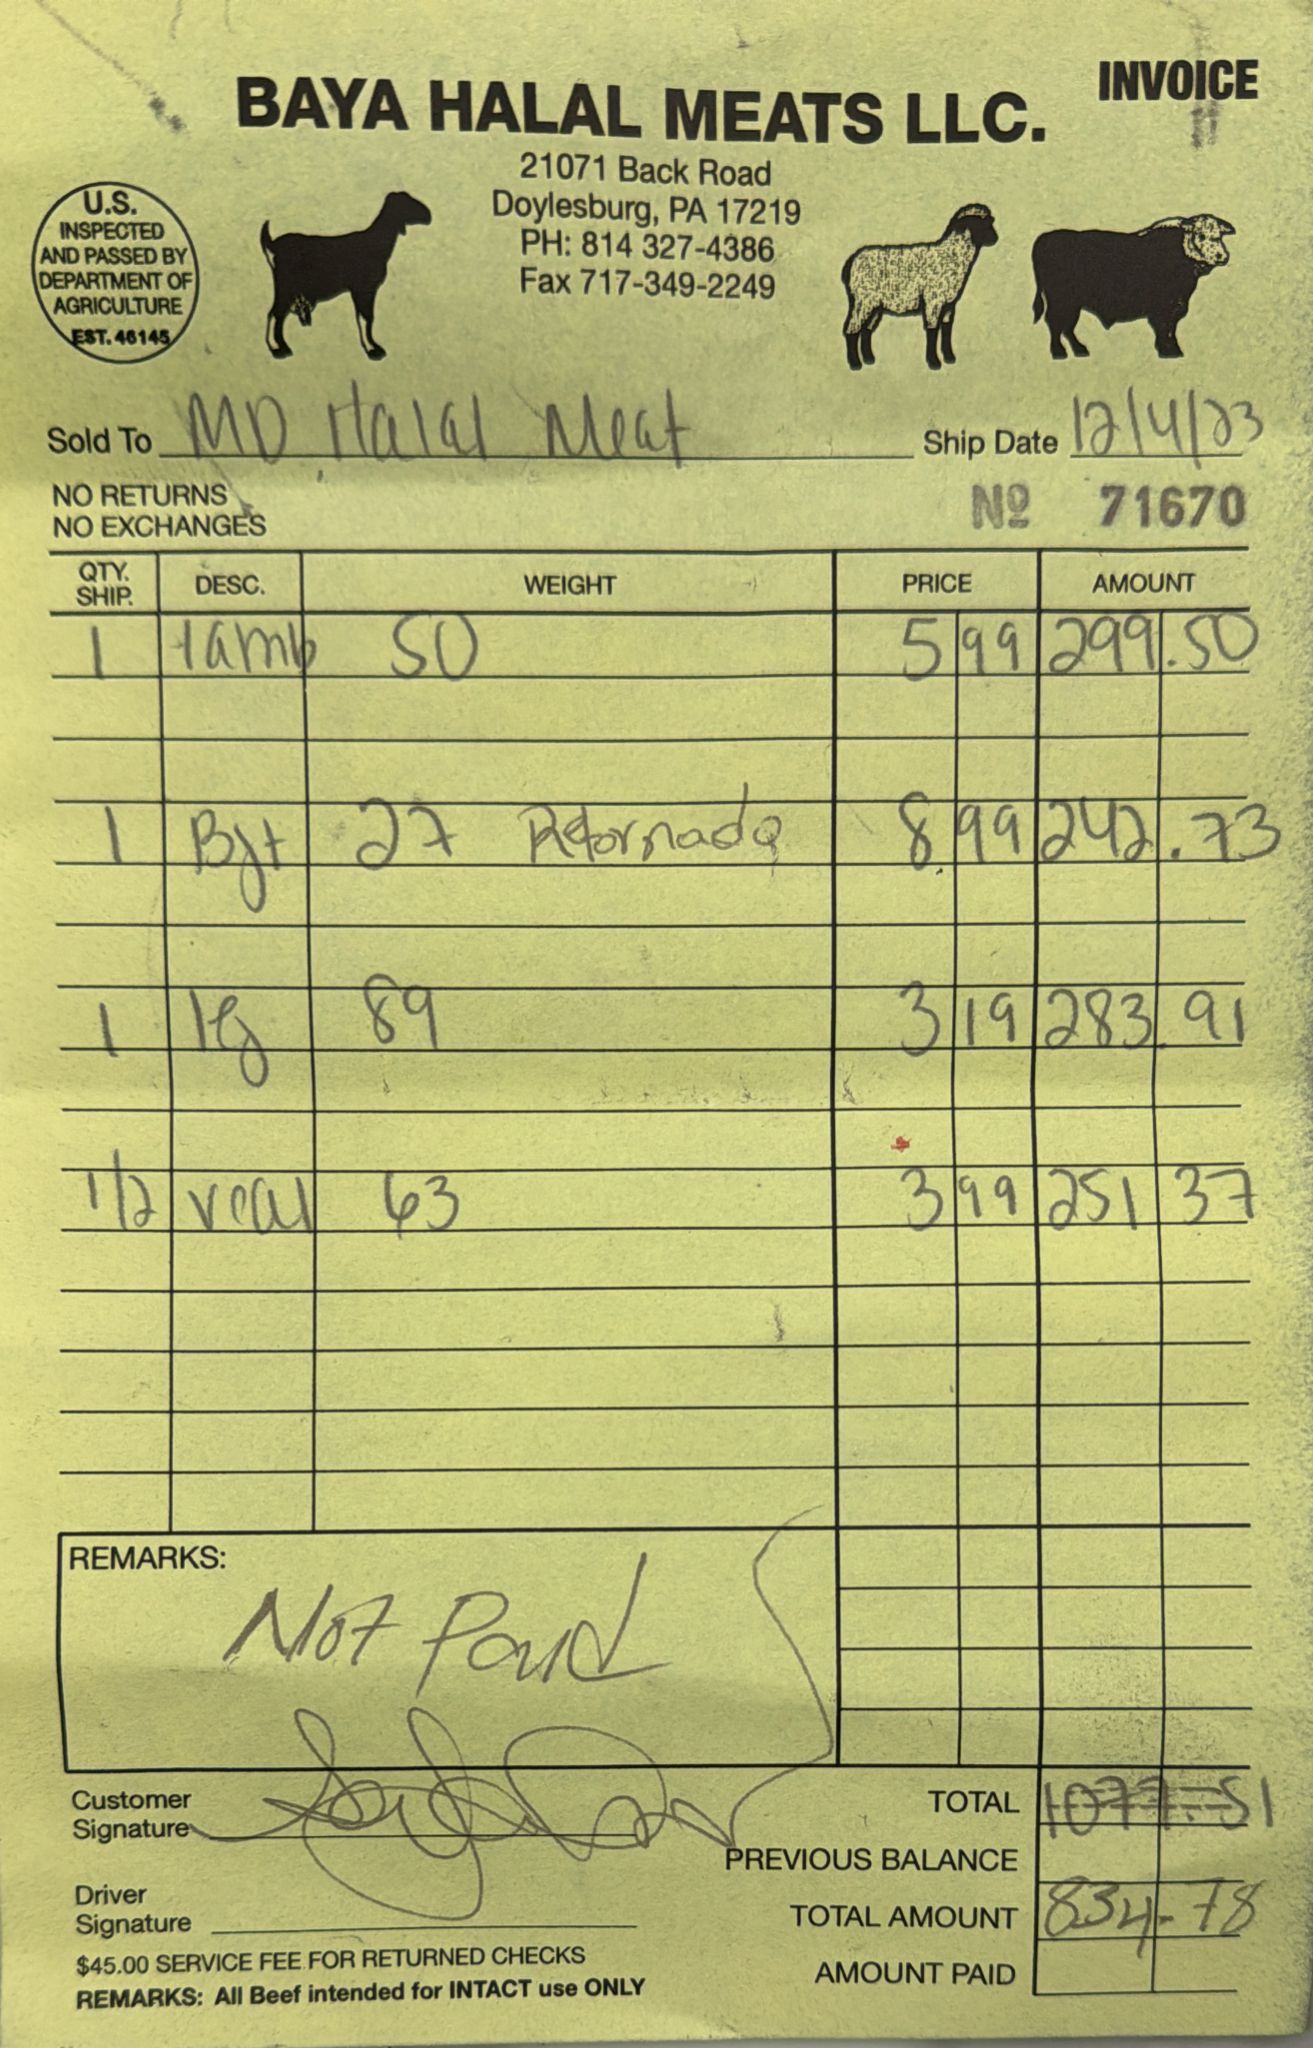 INVOICE
BAYA HALAL MEATS LLC.
21071 Back Road
Doylesburg, PA 17219
PH: 814 327-4386
Fax 717-349-2249
U.S.
INSPECTED
AND PASSED BY
DEPARTMENT OF
AGRICULTURE
EST. 46145
Sold To MD Halal Meat Ship Date 12/4/23
NO RETURNS
NO EXCHANGES
№ 71670
QTY. SHIP. DESC. WEIGHT PRICE AMOUNT
1 lamb 50 5 99 299.50
1 27 Retornado 8.99 242.73
1 lg 89 3 19 283.91
1/2 veal 63 3 99 251 37
REMARKS:
Not Paid
Customer
Signature
TOTAL 1077.51
PREVIOUS BALANCE
Driver
Signature
TOTAL AMOUNT 834.78
AMOUNT PAID
$45.00 SERVICE FEE FOR RETURNED CHECKS
REMARKS: All Beef intended for INTACT use ONLY